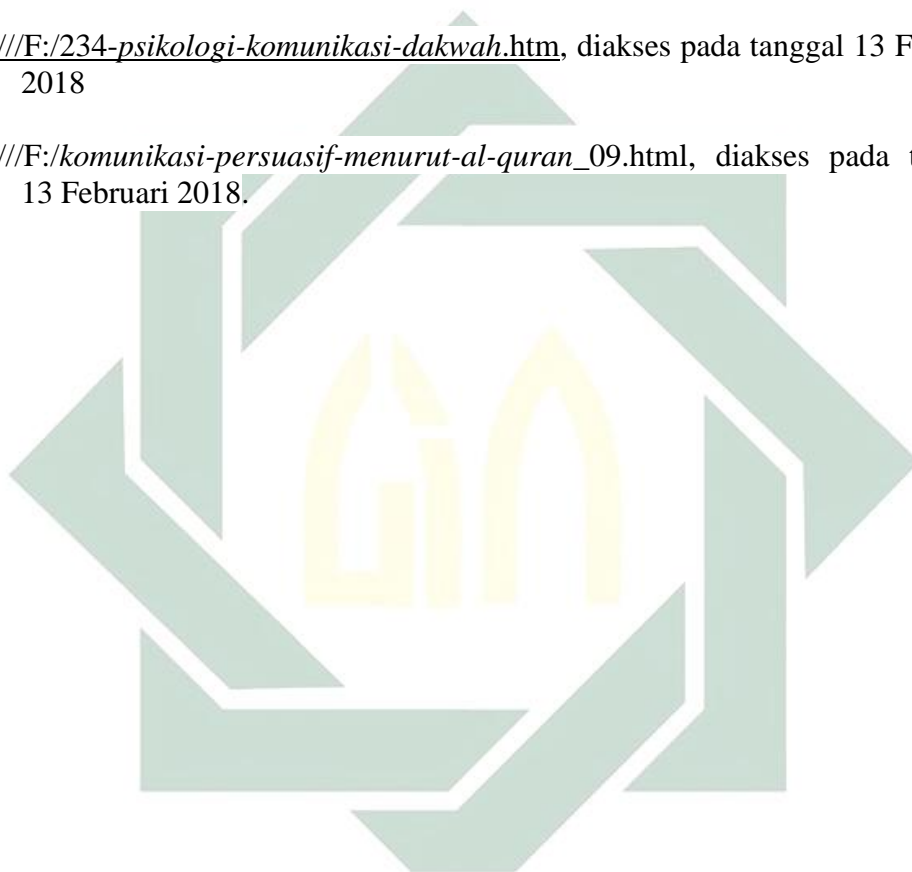 ///F:/234-psikologi-komunikasi-dakwah.htm, diakses pada tanggal 13 F
2018
///F:/komunikasi-persuasif-menurut-al-quran_09.html, diakses pada t
13 Februari 2018.